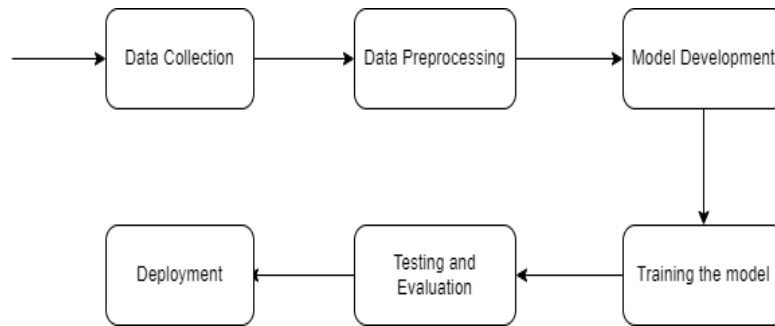 Data Collection
Data Preprocessing
Model Development
Training the model
Testing and
Evaluation
Deployment